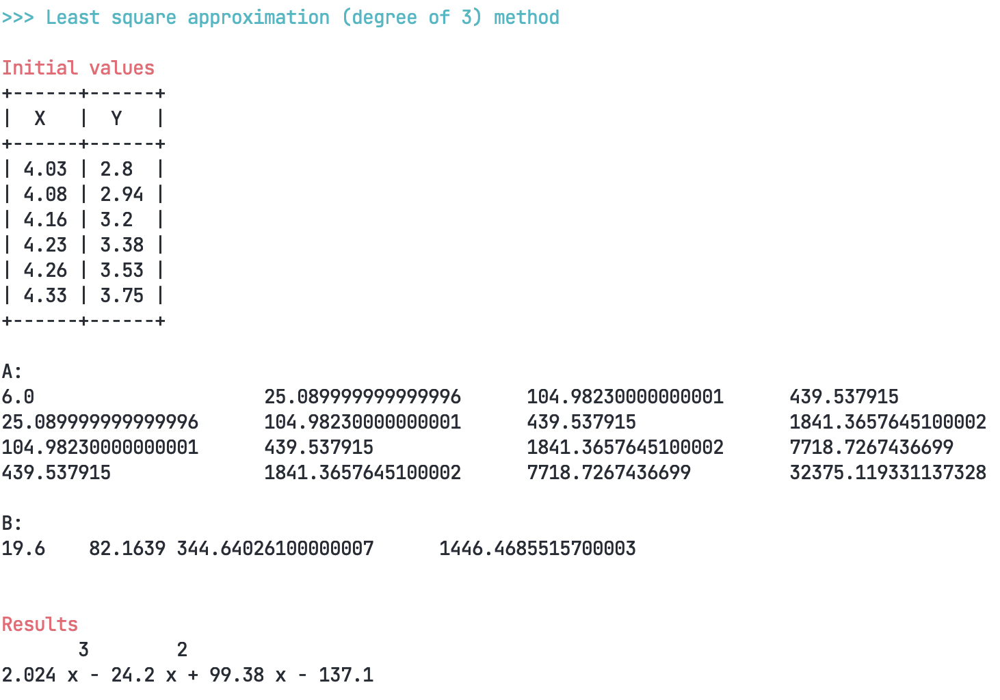 >>> Least square approximation (degree of 3) method
Initial values
+------+------+
|  X   |  Y   |
+------+------+
| 4.03 | 2.8  |
| 4.08 | 2.94 |
| 4.16 | 3.2  |
| 4.23 | 3.38 |
| 4.26 | 3.53 |
| 4.33 | 3.75 |
+------+------+
A:
6.0                     25.089999999999996      104.98230000000001      439.537915
25.089999999999996      104.98230000000001      439.537915              1841.3657645100002
104.98230000000001      439.537915              1841.3657645100002      7718.7267436699
439.537915              1841.3657645100002      7718.7267436699         32375.119331137328
B:
19.6    82.1639 344.64026100000007      1446.4685515700003
Results
       3        2
2.024 x - 24.2 x + 99.38 x - 137.1